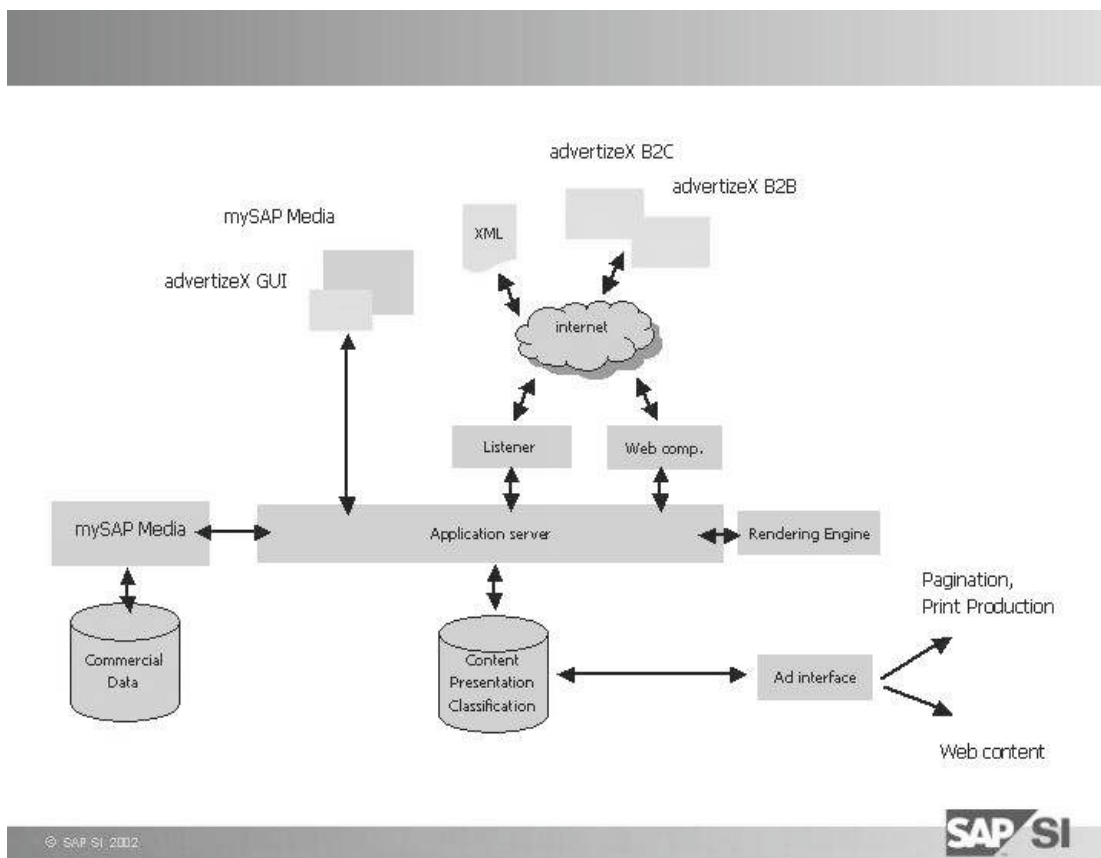 advertizeX B2C
advertizeX B2B
mySAP Media
XML
advertizeX GUI
internet
Listener
Web comp.
mySAP Media
Application server
Rendering Engine
Pagination,
Print Production
Commercial
Data
Content
Presentation
Classification
Ad interface
Web content
© SAP SI 2002
SAP SI